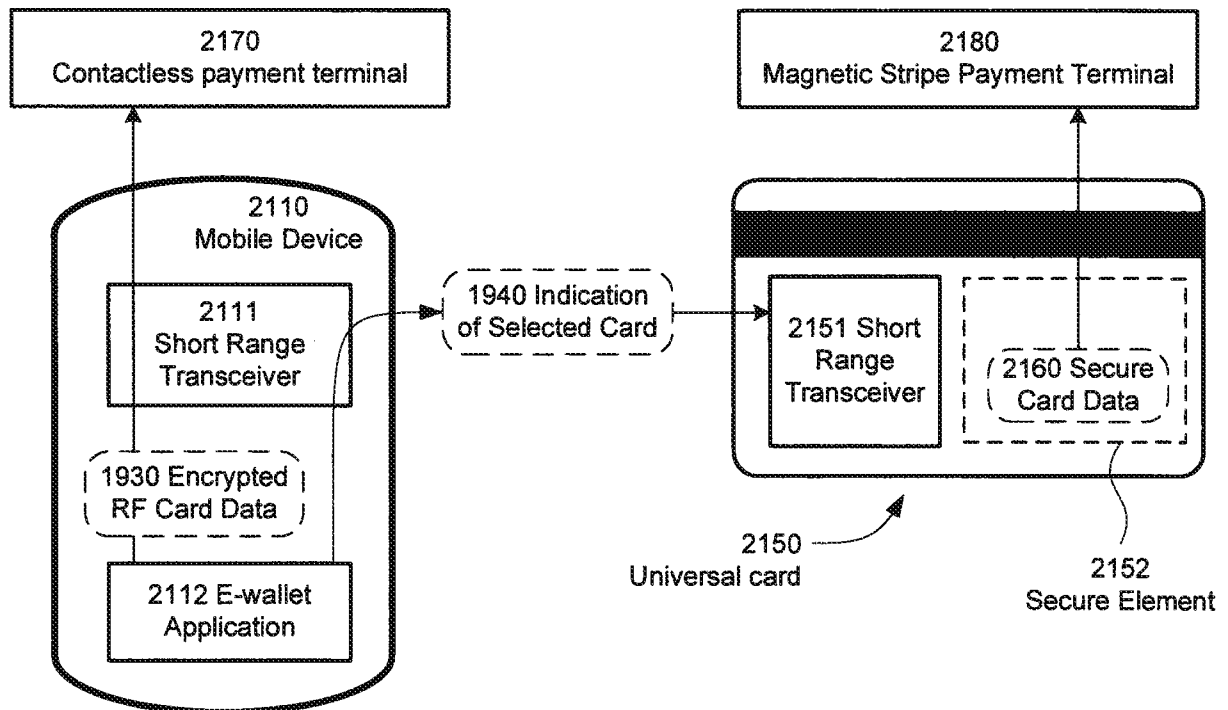 2170
Contactless payment terminal
2180
Magnetic Stripe Payment Terminal
2110
Mobile Device
2111
Short Range
Transceiver
1940 Indication
of Selected Card
2151 Short
Range
Transceiver
2160 Secure
Card Data
1930 Encrypted
RF Card Data
2112 E-wallet
Application
2150
Universal card
2152
Secure Element